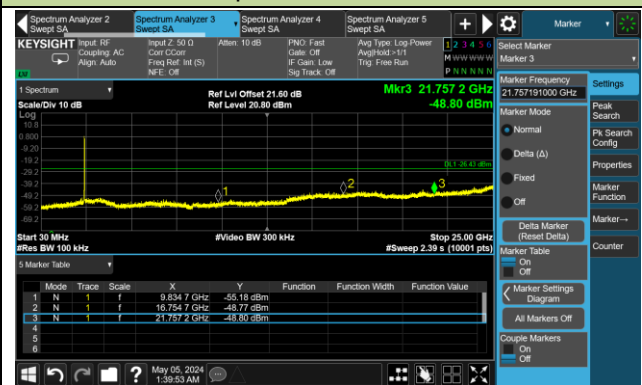 Spectrum Analyzer 2
Swept SA
Spectrum Analyzer 3
Swept SA
Spectrum Analyzer 4
Swept SA
Spectrum Analyzer 5
Swept SA
+
Marker
KEYSIGHT
Input: RF
Coupling: AC
Align: Auto
Input Z: 50 Ω
Corr CCorr
Freq Ref: Int (S)
NFE: Off
Atten: 10 dB
PNO: Fast
Gate: Off
IF Gain: Low
Sig Track: Off
Avg Type: Log-Power
Avg|Hold:>1/1
Trig: Free Run
1 2 3 4 5 6
M W W W W W
P N N N N N
Select Marker
Marker 3
1 Spectrum
Scale/Div 10 dB
Log
Ref Lvl Offset 21.60 dB
Ref Level 20.80 dBm
Mkr3 21.757 2 GHz
-48.80 dBm
10.8
0.800
-9.20
-19.2
-29.2
-39.2
-49.2
-59.2
-69.2
DL1 -26.43 dBm
1
2
3
Start 30 MHz
#Res BW 100 kHz
#Video BW 300 kHz
Stop 25.00 GHz
#Sweep 2.39 s (10001 pts)
5 Marker Table
Mode Trace Scale X Y Function Function Width Function Value
1 N 1 f 9.834 7 GHz -55.18 dBm
2 N 1 f 16.754 7 GHz -48.77 dBm
3 N 1 f 21.757 2 GHz -48.80 dBm
4
5
6
Marker Frequency
21.757191000 GHz
Marker Mode
Normal
Delta (Δ)
Fixed
Off
Delta Marker
(Reset Delta)
Marker Table
On
Off
Marker Settings
Diagram
All Markers Off
Couple Markers
On
Off
Settings
Peak
Search
Pk Search
Config
Properties
Marker
Function
Marker→
Counter
?
May 05, 2024
1:39:53 AM